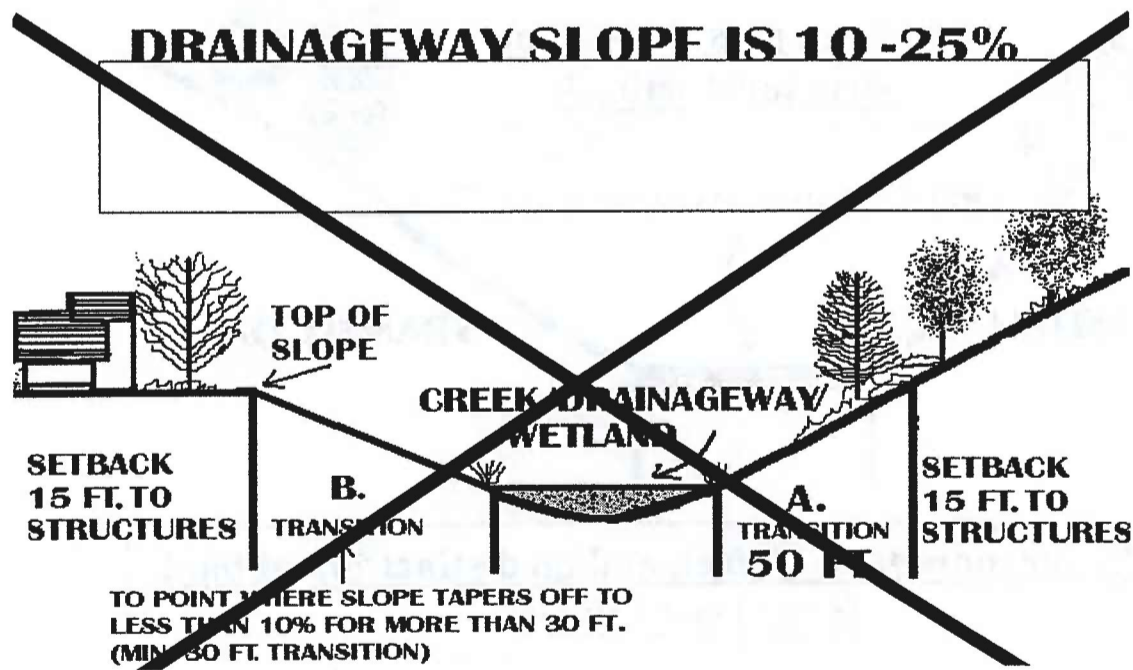 DRAINAGEWAY SLOPE IS 10 -25%
TOP OF
SLOPE
CREEK/DRAINAGEWAY/
WETLAND
SETBACK
15 FT. TO
STRUCTURES
B.
TRANSITION
A.
TRANSITION
50 FT
SETBACK
15 FT. TO
STRUCTURES
TO POINT WHERE SLOPE TAPERS OFF TO
LESS THAN 10% FOR MORE THAN 30 FT.
(MIN. 30 FT. TRANSITION)